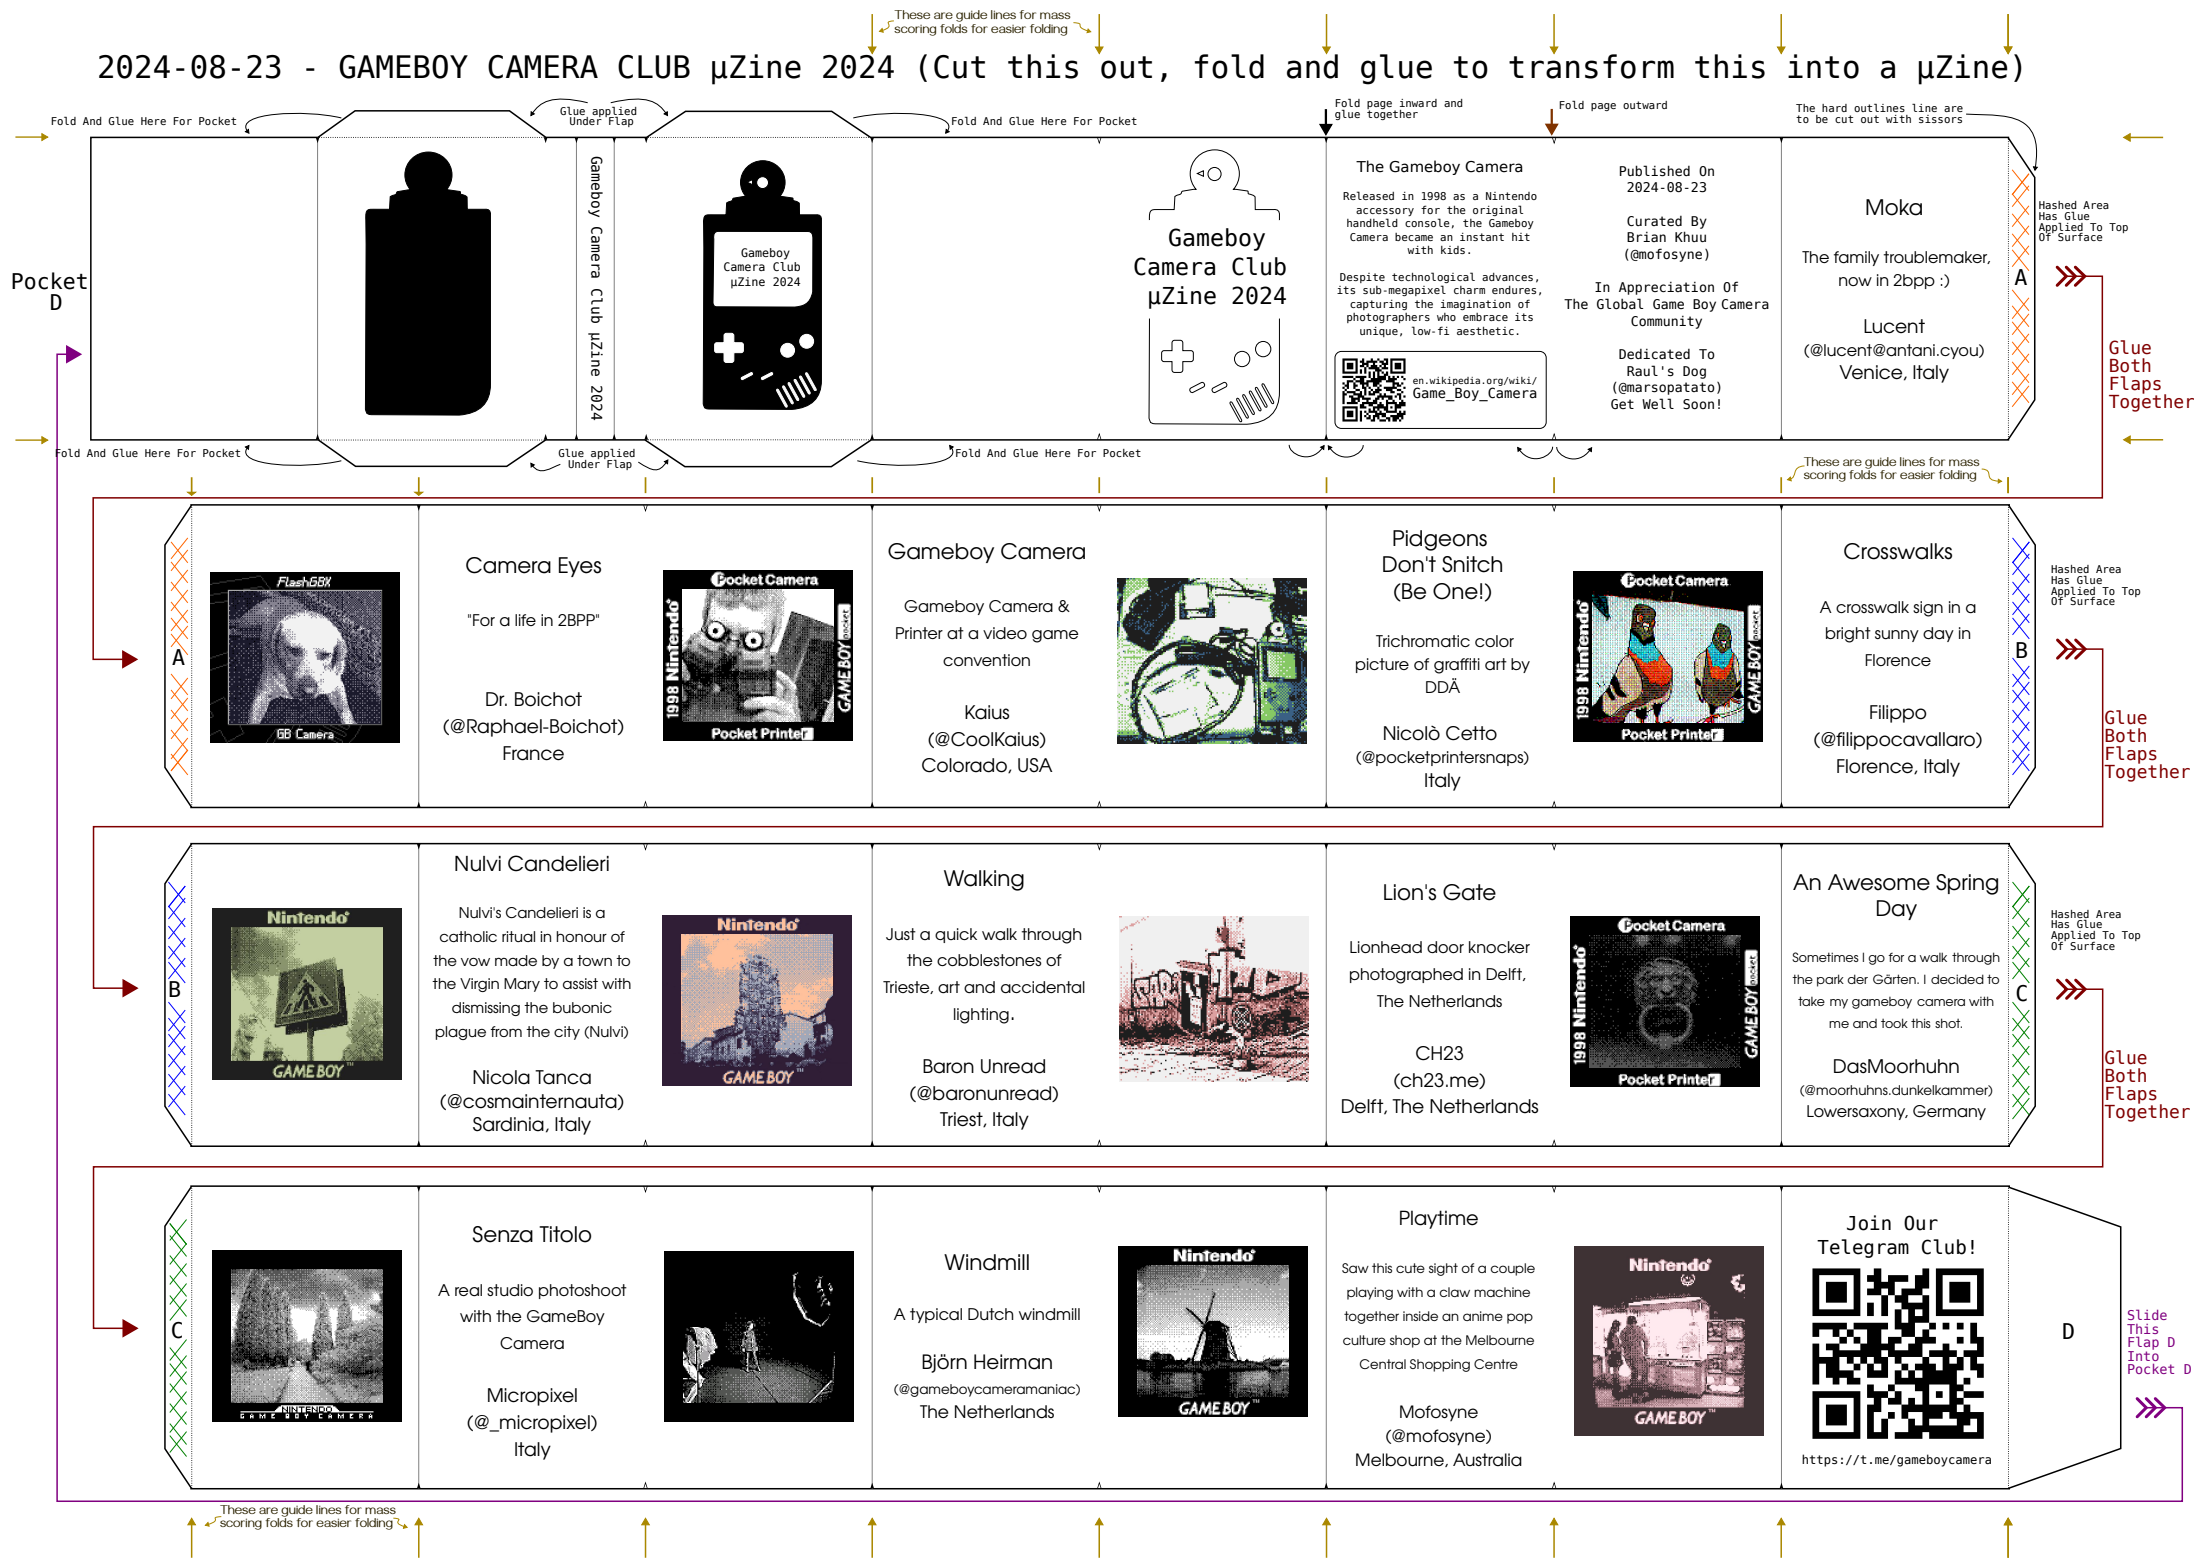 These are guide lines for mass
scoring folds for easier folding
2024-08-23 - GAMEBOY CAMERA CLUB µZine 2024 (Cut this out, fold and glue to transform this into a µZine)
Fold And Glue Here For Pocket
Glue applied
Under Flap
Fold And Glue Here For Pocket
Fold page inward and
glue together
Fold page outward
The hard outlines line are
to be cut out with sissors
Pocket
D
Gameboy Camera Club µZine 2024
Gameboy
Camera Club
µZine 2024
Gameboy
Camera Club
µZine 2024
The Gameboy Camera
Released in 1998 as a Nintendo
accessory for the original
handheld console, the Gameboy
Camera became an instant hit
with kids.
Despite technological advances,
its sub-megapixel charm endures,
capturing the imagination of
photographers who embrace its
unique, low-fi aesthetic.
en.wikipedia.org/wiki/
Game_Boy_Camera
Published On
2024-08-23
Curated By
Brian Khuu
(@mofosyne)
In Appreciation Of
The Global Game Boy Camera
Community
Dedicated To
Raul's Dog
(@marsopatato)
Get Well Soon!
Moka
The family troublemaker,
now in 2bpp :)
Lucent
(@lucent@antani.cyou)
Venice, Italy
A
Hashed Area
Has Glue
Applied To Top
Of Surface
Glue
Both
Flaps
Together
Fold And Glue Here For Pocket
Glue applied
Under Flap
Fold And Glue Here For Pocket
These are guide lines for mass
scoring folds for easier folding
A
FlashGBX
GB Camera
Camera Eyes
"For a life in 2BPP"
Dr. Boichot
(@Raphael-Boichot)
France
Pocket Camera
1998 Nintendo
GAME BOY pocket
Pocket Printer
Gameboy Camera
Gameboy Camera &
Printer at a video game
convention
Kaius
(@CoolKaius)
Colorado, USA
Pidgeons
Don't Snitch
(Be One!)
Trichromatic color
picture of graffiti art by
DDÄ
Nicolò Cetto
(@pocketprintersnaps)
Italy
Pocket Camera
1998 Nintendo
GAME BOY pocket
Pocket Printer
Crosswalks
A crosswalk sign in a
bright sunny day in
Florence
Filippo
(@filippocavallaro)
Florence, Italy
B
Hashed Area
Has Glue
Applied To Top
Of Surface
Glue
Both
Flaps
Together
B
Nintendo
GAME BOY™
Nulvi Candelieri
Nulvi's Candelieri is a
catholic ritual in honour of
the vow made by a town to
the Virgin Mary to assist with
dismissing the bubonic
plague from the city (Nulvi)
Nicola Tanca
(@cosmainternauta)
Sardinia, Italy
Nintendo
GAME BOY™
Walking
Just a quick walk through
the cobblestones of
Trieste, art and accidental
lighting.
Baron Unread
(@baronunread)
Triest, Italy
Lion's Gate
Lionhead door knocker
photographed in Delft,
The Netherlands
CH23
(ch23.me)
Delft, The Netherlands
Pocket Camera
1998 Nintendo
GAME BOY pocket
Pocket Printer
An Awesome Spring
Day
Sometimes I go for a walk through
the park der Gärten. I decided to
take my gameboy camera with
me and took this shot.
DasMoorhuhn
(@moorhuhns.dunkelkammer)
Lowersaxony, Germany
C
Hashed Area
Has Glue
Applied To Top
Of Surface
Glue
Both
Flaps
Together
C
NINTENDO
GAME BOY CAMERA
Senza Titolo
A real studio photoshoot
with the GameBoy
Camera
Micropixel
(@_micropixel)
Italy
Windmill
A typical Dutch windmill
Björn Heirman
(@gameboycameramaniac)
The Netherlands
Nintendo
GAME BOY™
Playtime
Saw this cute sight of a couple
playing with a claw machine
together inside an anime pop
culture shop at the Melbourne
Central Shopping Centre
Mofosyne
(@mofosyne)
Melbourne, Australia
Nintendo
GAME BOY™
Join Our
Telegram Club!
https://t.me/gameboycamera
D
Slide
This
Flap D
Into
Pocket D
These are guide lines for mass
scoring folds for easier folding